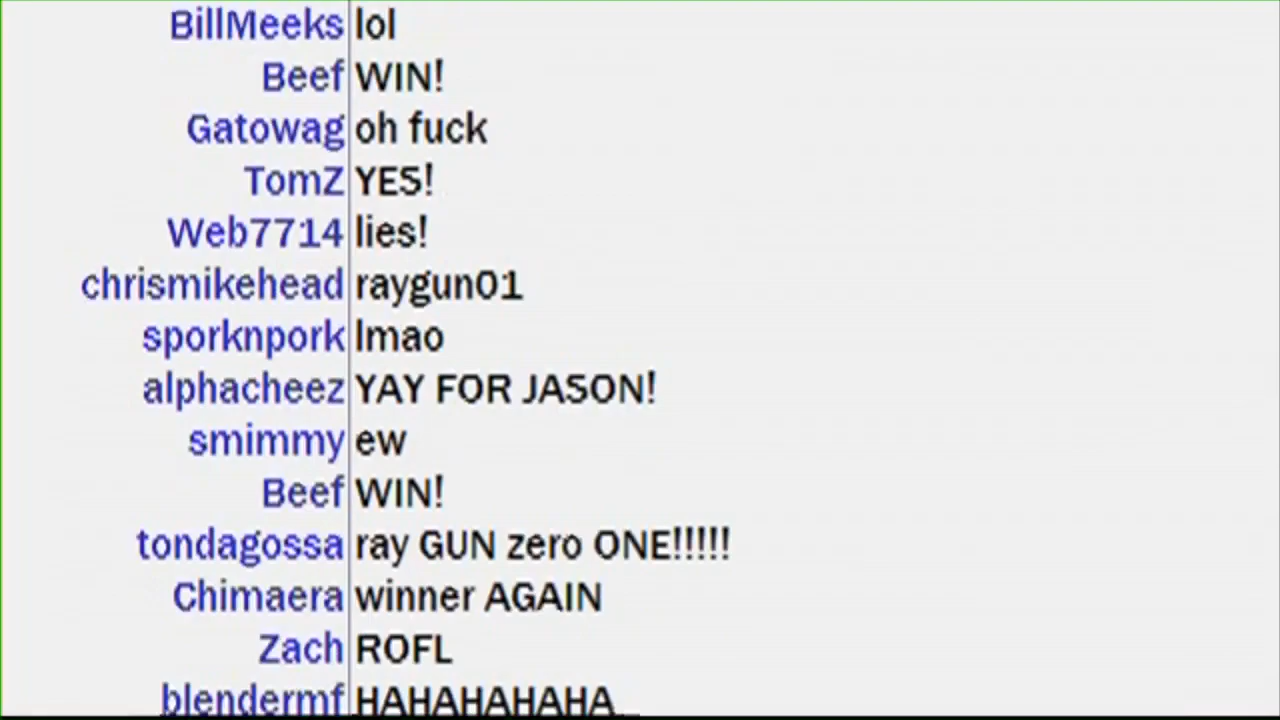 BillMeeks lol
Beef WIN!
Gatowag oh fuck
TomZ YES!
Web7714 lies!
chrismikehead raygun01
sporknpork lmao
alphacheez YAY FOR JASON!
smimmy ew
Beef WIN!
tondagossa ray GUN zero ONE!!!!!
Chimaera winner AGAIN
Zach ROFL
blendermf HAHAHAHAHA